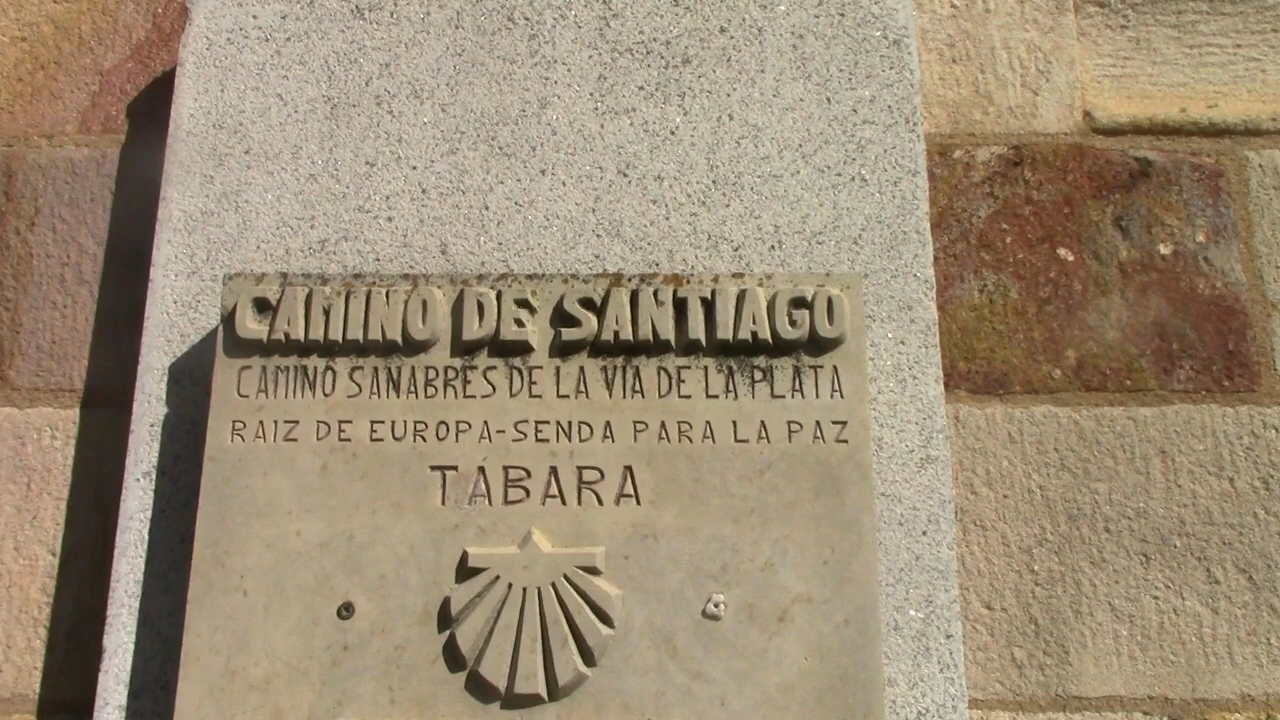 CAMINO DE SANTIAGO
CAMINO SANABRES DE LA VIA DE LA PLATA
RAIZ DE EUROPA-SENDA PARA LA PAZ
TÁBARA